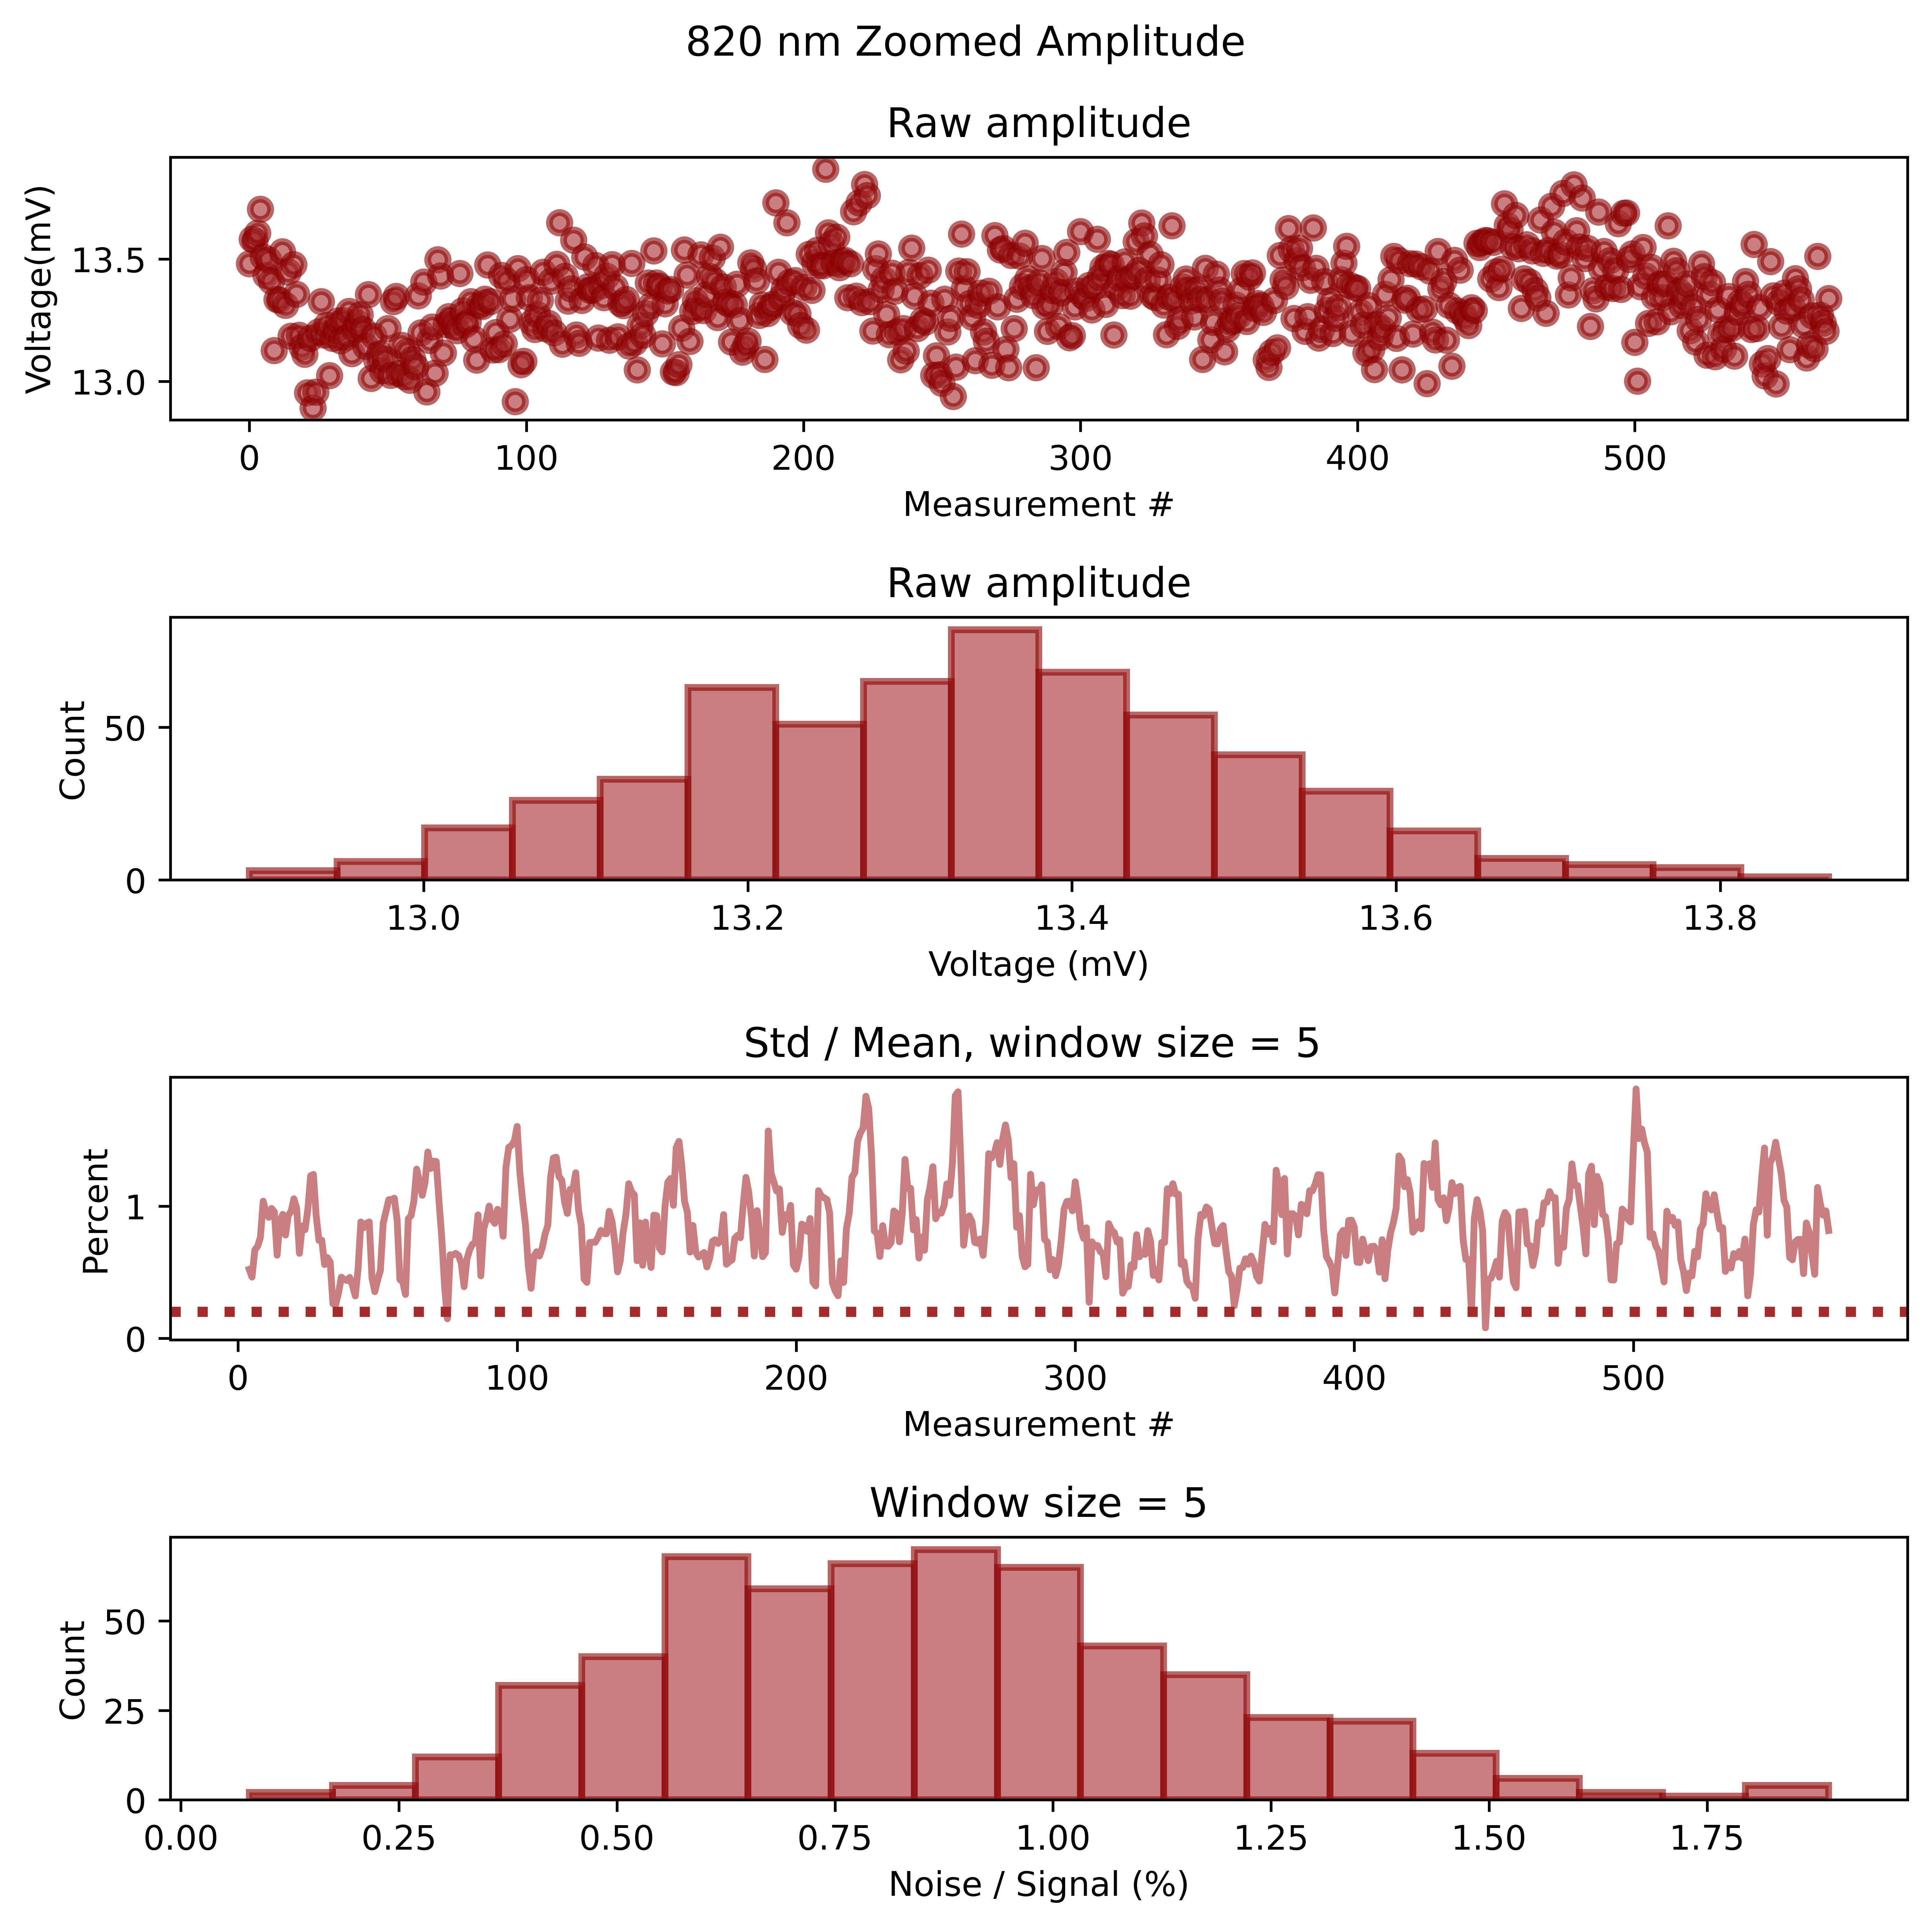 820 nm Zoomed Amplitude
Raw amplitude
Voltage(mV)
13.5
13.0
0 100 200 300 400 500
Measurement #
Raw amplitude
Count
50
0
13.0 13.2 13.4 13.6 13.8
Voltage (mV)
Std / Mean, window size = 5
Percent
1
0
0 100 200 300 400 500
Measurement #
Window size = 5
Count
50
25
0
0.00 0.25 0.50 0.75 1.00 1.25 1.50 1.75
Noise / Signal (%)